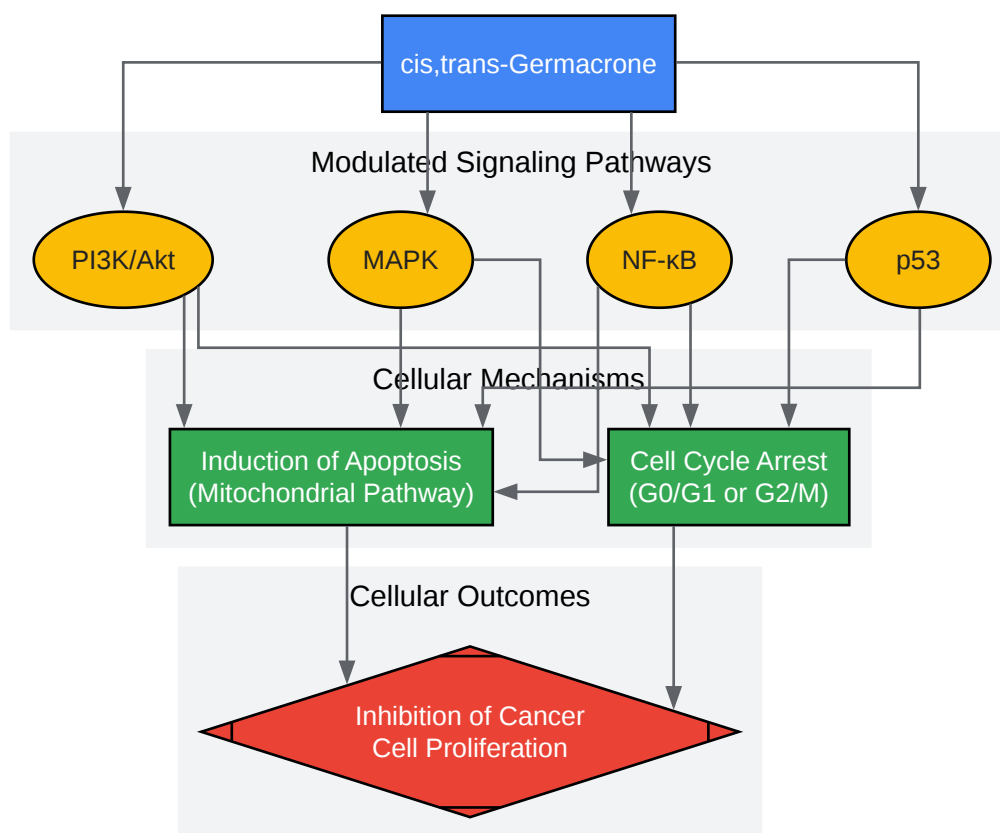 cis,trans-Germacrone
Modulated Signaling Pathways
PI3K/Akt
MAPK
NF-κB
p53
Cellular Mechanisms
Induction of Apoptosis
(Mitochondrial Pathway)
Cell Cycle Arrest
(G0/G1 or G2/M)
Cellular Outcomes
Inhibition of Cancer
Cell Proliferation